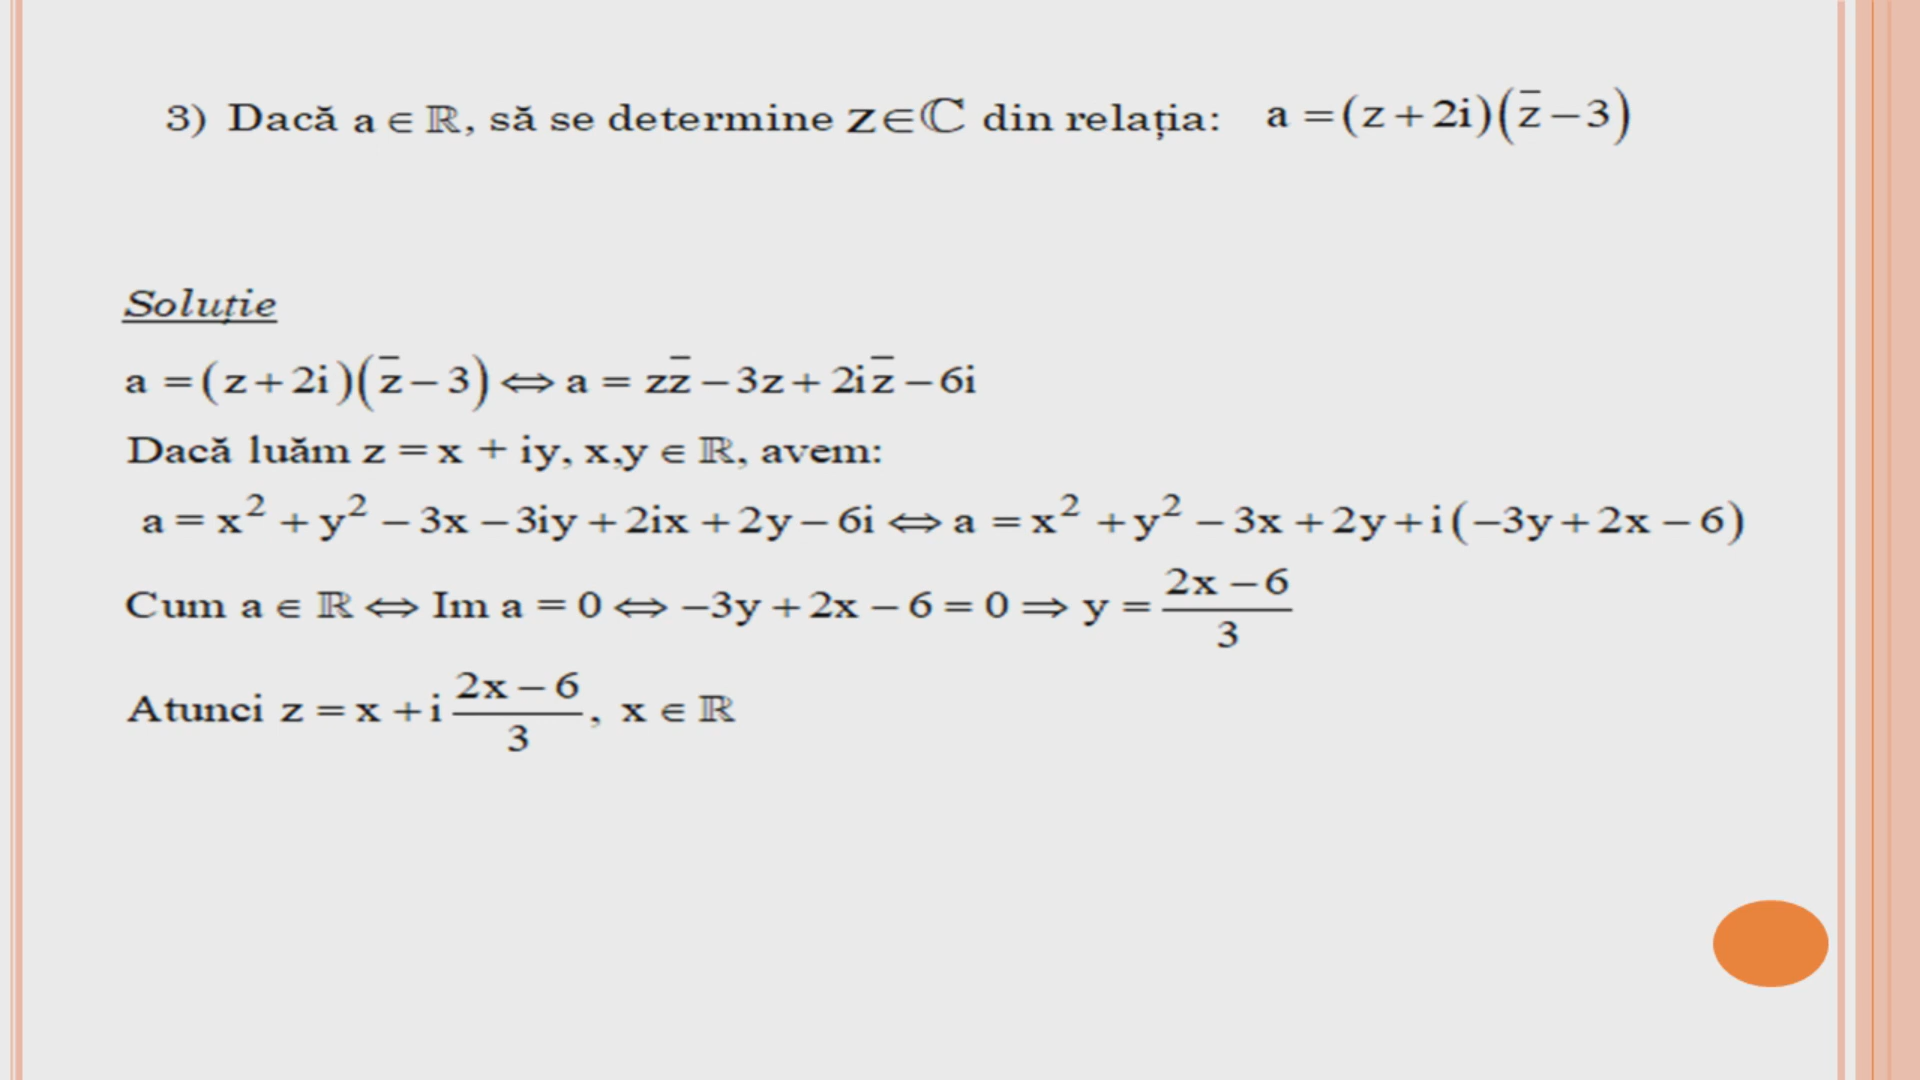 3) Dacă a ∈ ℝ, să se determine z∈ℂ din relația: a = (z + 2i)(z̅ − 3)
Soluție
a = (z + 2i)(z̅ − 3) ⇔ a = zz̅ − 3z + 2iz̅ − 6i
Dacă luăm z = x + iy, x,y ∈ ℝ, avem:
a = x² + y² − 3x − 3iy + 2ix + 2y − 6i ⇔ a = x² + y² − 3x + 2y + i(−3y + 2x − 6)
Cum a ∈ ℝ ⇔ Im a = 0 ⇔ −3y + 2x − 6 = 0 ⇒ y = (2x − 6)/3
Atunci z = x + i (2x − 6)/3, x ∈ ℝ